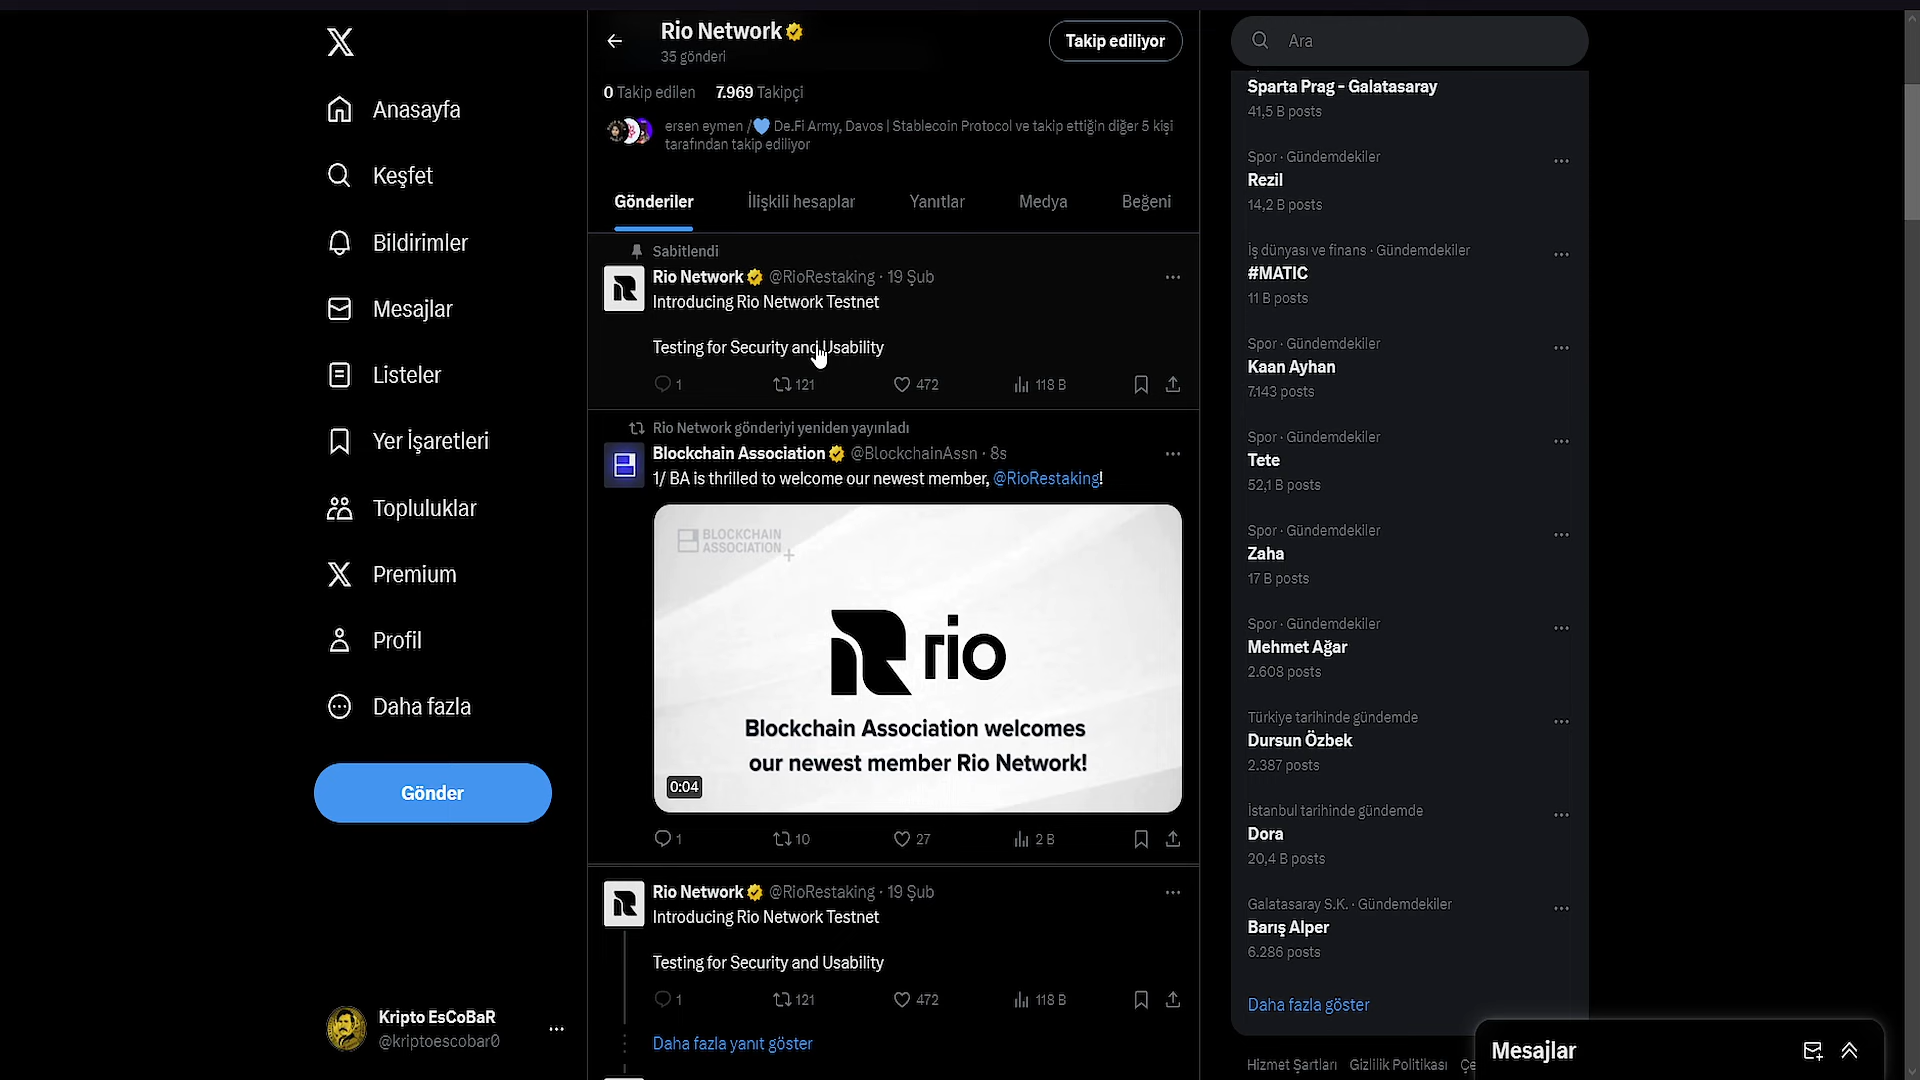 Anasayfa
Keşfet
Bildirimler
Mesajlar
Listeler
Yer İşaretleri
Topluluklar
Premium
Profil
Daha fazla
Gönder
Kripto EsCoBaR
@kriptoescobar0
Rio Network
35 gönderi
Takip ediliyor
0 Takip edilen 7.969 Takipçi
ersen eymen /💙 De.Fi Army, Davos | Stablecoin Protocol ve takip ettiğin diğer 5 kişi
tarafından takip ediliyor
Gönderiler İlişkili hesaplar Yanıtlar Medya Beğeni
Sabitlendi
Rio Network @RioRestaking · 19 Şub
Introducing Rio Network Testnet
Testing for Security and Usability
1 121 472 118 B
Rio Network gönderiyi yeniden yayınladı
Blockchain Association @BlockchainAssn · 8s
1/ BA is thrilled to welcome our newest member, @RioRestaking!
BLOCKCHAIN
ASSOCIATION
rio
Blockchain Association welcomes
our newest member Rio Network!
0:04
1 10 27 2 B
Rio Network @RioRestaking · 19 Şub
Introducing Rio Network Testnet
Testing for Security and Usability
1 121 472 118 B
Daha fazla yanıt göster
Ara
Sparta Prag - Galatasaray
41,5 B posts
Spor · Gündemdekiler
Rezil
14,2 B posts
İş dünyası ve finans · Gündemdekiler
#MATIC
11 B posts
Spor · Gündemdekiler
Kaan Ayhan
7.143 posts
Spor · Gündemdekiler
Tete
52,1 B posts
Spor · Gündemdekiler
Zaha
17 B posts
Spor · Gündemdekiler
Mehmet Ağar
2.608 posts
Türkiye tarihinde gündemde
Dursun Özbek
2.387 posts
İstanbul tarihinde gündemde
Dora
20,4 B posts
Galatasaray S.K. · Gündemdekiler
Barış Alper
6.286 posts
Daha fazla göster
Hizmet Şartları Gizlilik Politikası
Mesajlar